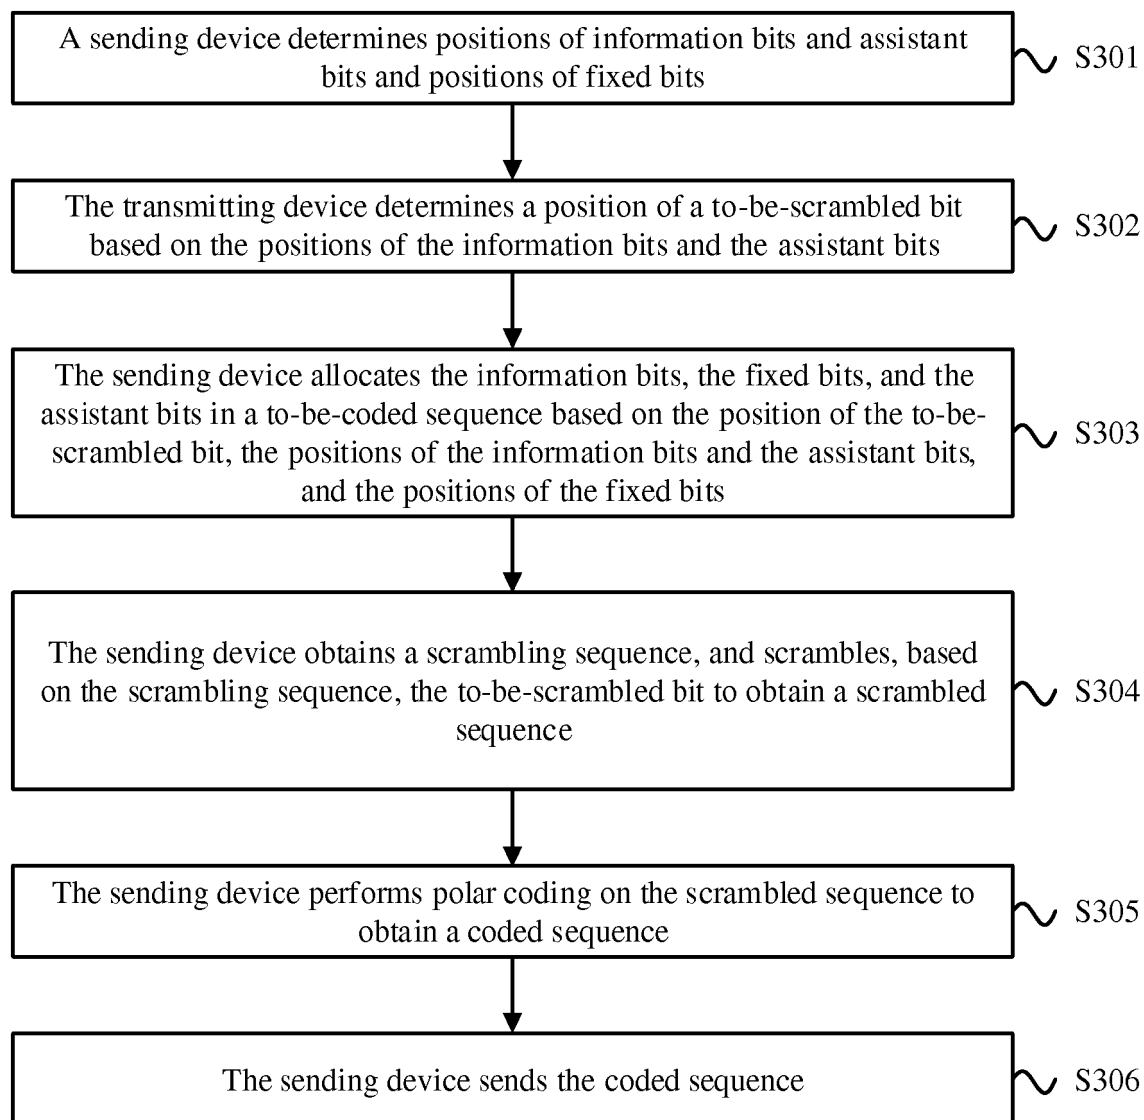 A sending device determines positions of information bits and assistant
bits and positions of fixed bits
S301
The transmitting device determines a position of a to-be-scrambled bit
based on the positions of the information bits and the assistant bits
S302
The sending device allocates the information bits, the fixed bits, and the
assistant bits in a to-be-coded sequence based on the position of the to-be-
scrambled bit, the positions of the information bits and the assistant bits,
and the positions of the fixed bits
S303
The sending device obtains a scrambling sequence, and scrambles, based
on the scrambling sequence, the to-be-scrambled bit to obtain a scrambled
sequence
S304
The sending device performs polar coding on the scrambled sequence to
obtain a coded sequence
S305
The sending device sends the coded sequence
S306